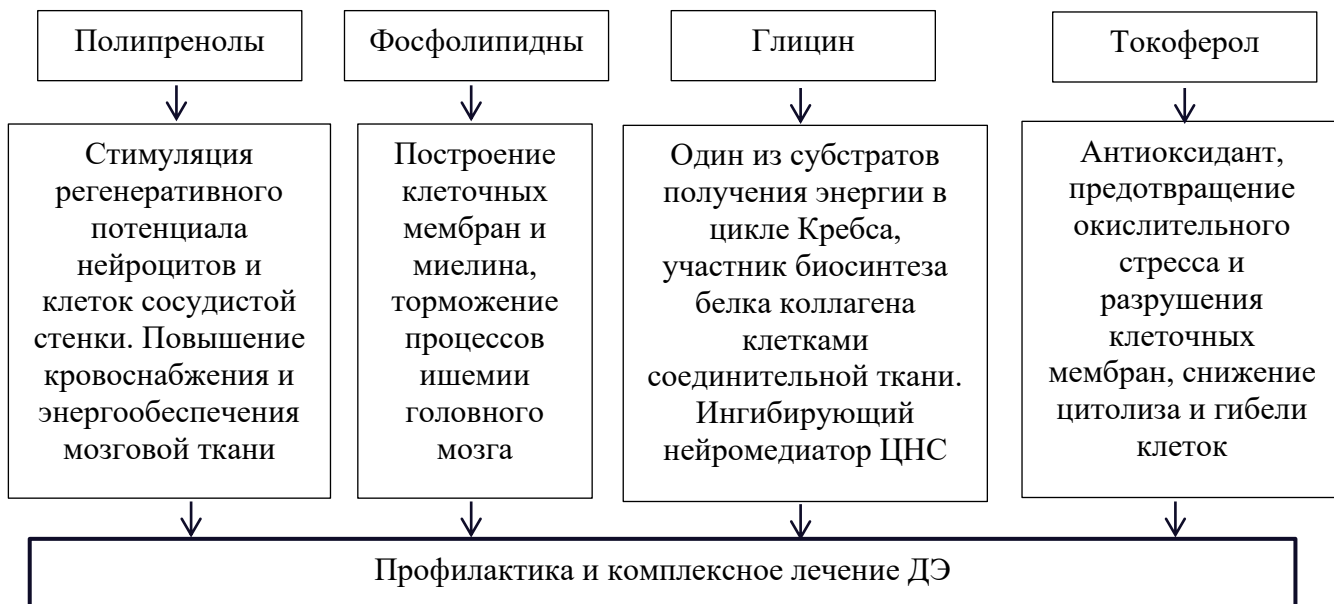 Полипренолы
Фосфолипидны
Глицин
Токоферол
Стимуляция
регенеративного
потенциала
нейроцитов и
клеток сосудистой
стенки. Повышение
кровоснабжения и
энергообеспечения
мозговой ткани
Построение
клеточных
мембран и
миелина,
торможение
процессов
ишемии
головного
мозга
Один из субстратов
получения энергии в
цикле Кребса,
участник биосинтеза
белка коллагена
клетками
соединительной ткани.
Ингибирующий
нейромедиатор ЦНС
Антиоксидант,
предотвращение
окислительного
стресса и
разрушения
клеточных
мембран, снижение
цитолиза и гибели
клеток
Профилактика и комплексное лечение ДЭ